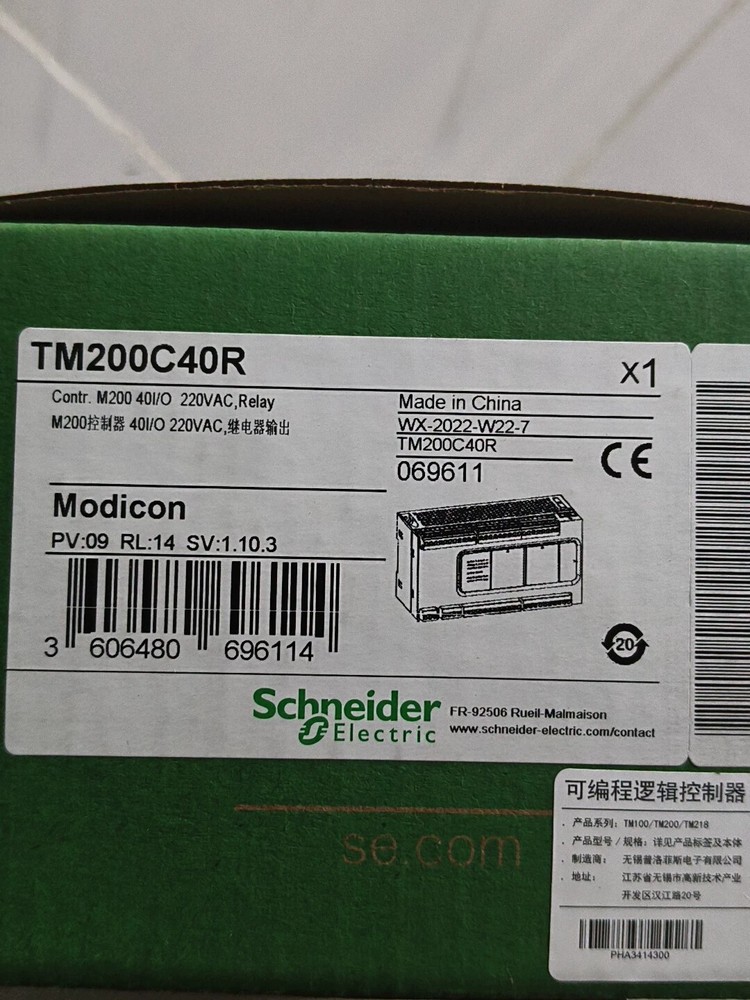 TM200C40R
x1
Contr. M200 40I/O 220VAC,Relay
M200控制器 40I/O 220VAC,继电器输出
Made in China
WX-2022-W22-7
TM200C40R
069611
CE
Modicon
PV:09 RL:14 SV:1.10.3
3 606480 696114
20
Schneider
Electric
FR-92506 Rueil-Malmaison
www.schneider-electric.com/contact
se.com
可编程逻辑控制器
. 产品系列: TM100/TM200/TM218
. 产品型号/规格: 详见产品标签及本体
. 制造商: 无锡普洛菲斯电子有限公司
. 地址: 江苏省无锡市高新技术产业
开发区汉江路20号
PHA3414300